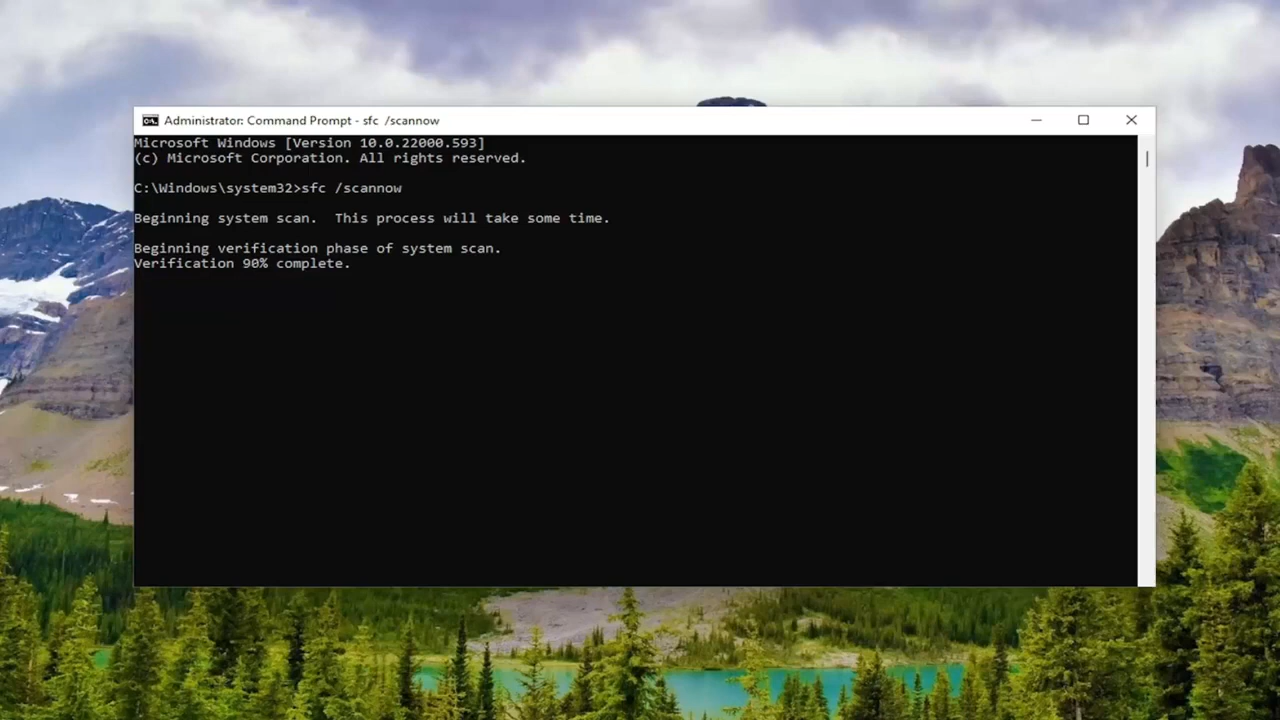 Administrator: Command Prompt - sfc  /scannow
Microsoft Windows [Version 10.0.22000.593]
(c) Microsoft Corporation. All rights reserved.
C:\Windows\system32>sfc /scannow
Beginning system scan.  This process will take some time.
Beginning verification phase of system scan.
Verification 90% complete.